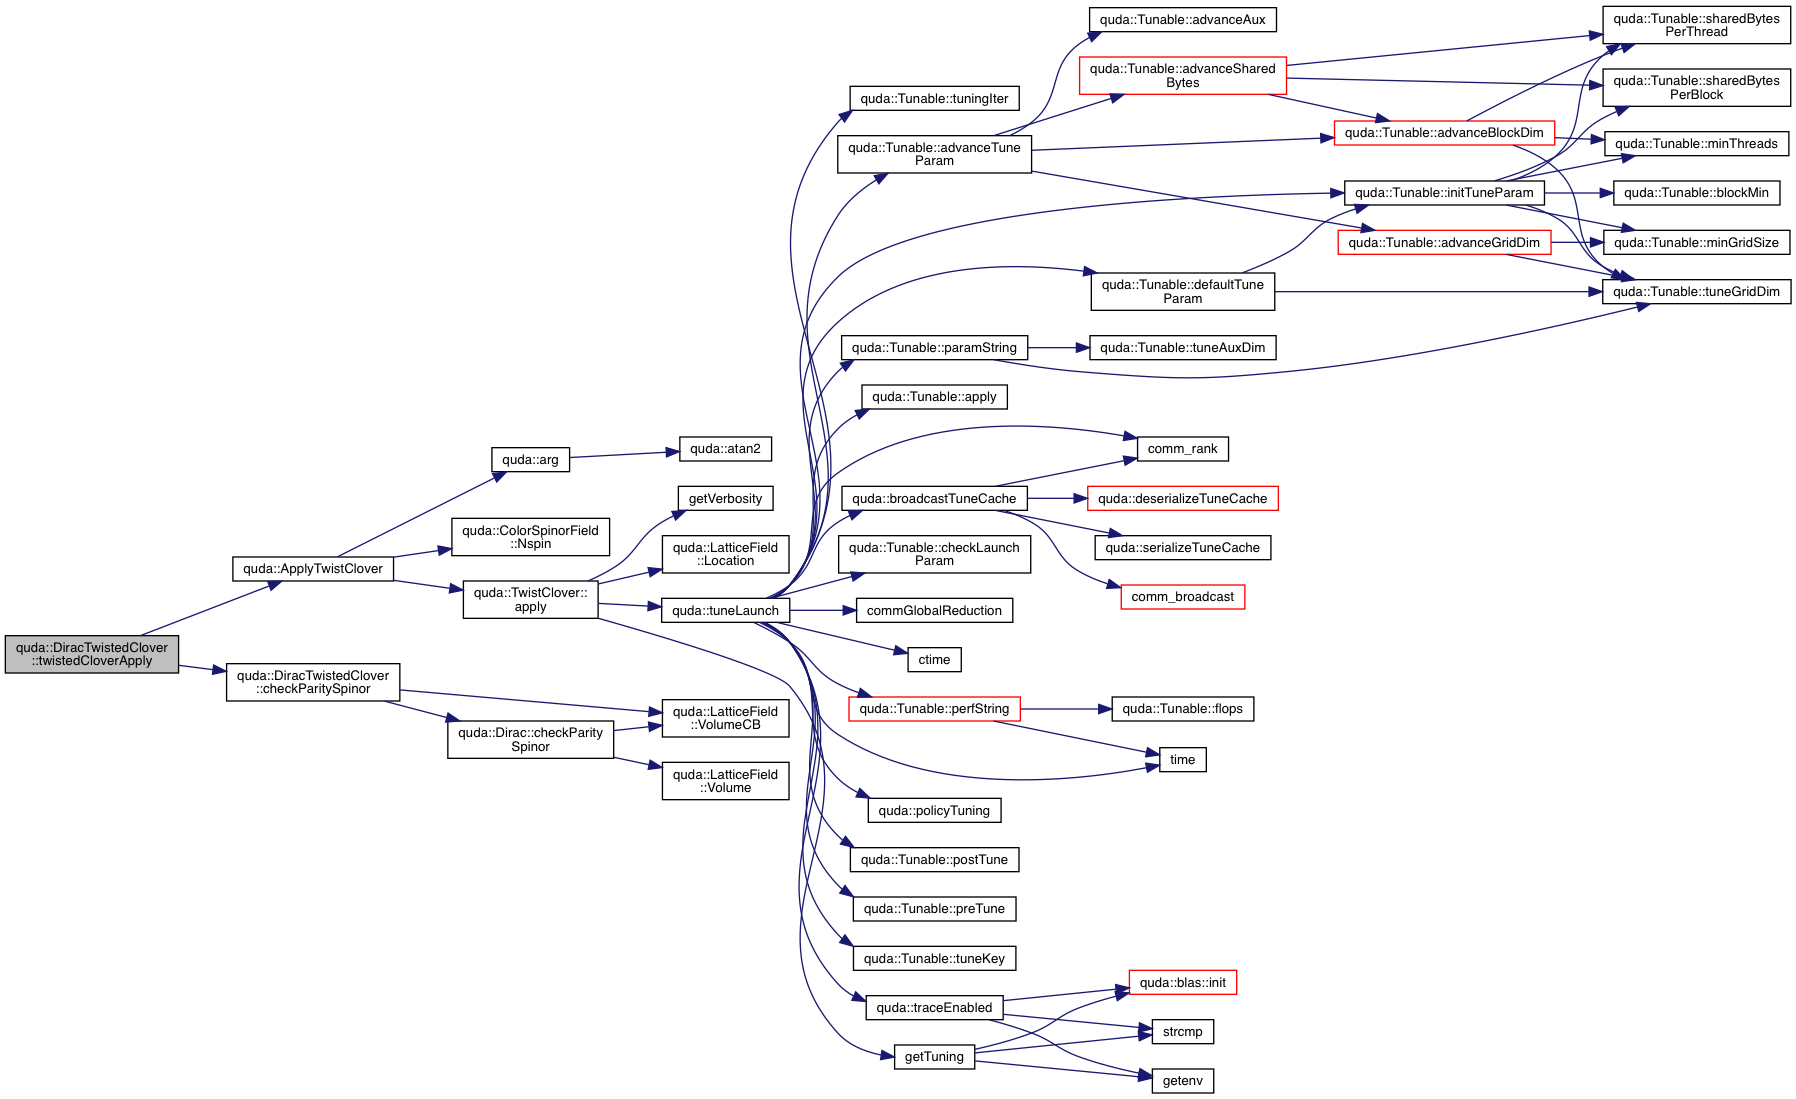 quda::DiracTwistedClover
::twistedCloverApply
quda::ApplyTwistClover
quda::DiracTwistedClover
::checkParitySpinor
quda::arg
quda::ColorSpinorField
::Nspin
quda::TwistClover::
apply
quda::Dirac::checkParity
Spinor
quda::atan2
getVerbosity
quda::LatticeField
::Location
quda::tuneLaunch
quda::LatticeField
::VolumeCB
quda::LatticeField
::Volume
quda::Tunable::tuningIter
quda::Tunable::advanceTune
Param
quda::Tunable::paramString
quda::Tunable::apply
quda::broadcastTuneCache
quda::Tunable::checkLaunch
Param
commGlobalReduction
ctime
quda::Tunable::perfString
quda::policyTuning
quda::Tunable::postTune
quda::Tunable::preTune
quda::Tunable::tuneKey
quda::traceEnabled
getTuning
quda::Tunable::advanceAux
quda::Tunable::advanceShared
Bytes
quda::Tunable::defaultTune
Param
quda::Tunable::tuneAuxDim
comm_rank
quda::deserializeTuneCache
quda::serializeTuneCache
comm_broadcast
quda::Tunable::flops
time
quda::blas::init
strcmp
getenv
quda::Tunable::advanceBlockDim
quda::Tunable::initTuneParam
quda::Tunable::advanceGridDim
quda::Tunable::sharedBytes
PerThread
quda::Tunable::sharedBytes
PerBlock
quda::Tunable::minThreads
quda::Tunable::blockMin
quda::Tunable::minGridSize
quda::Tunable::tuneGridDim